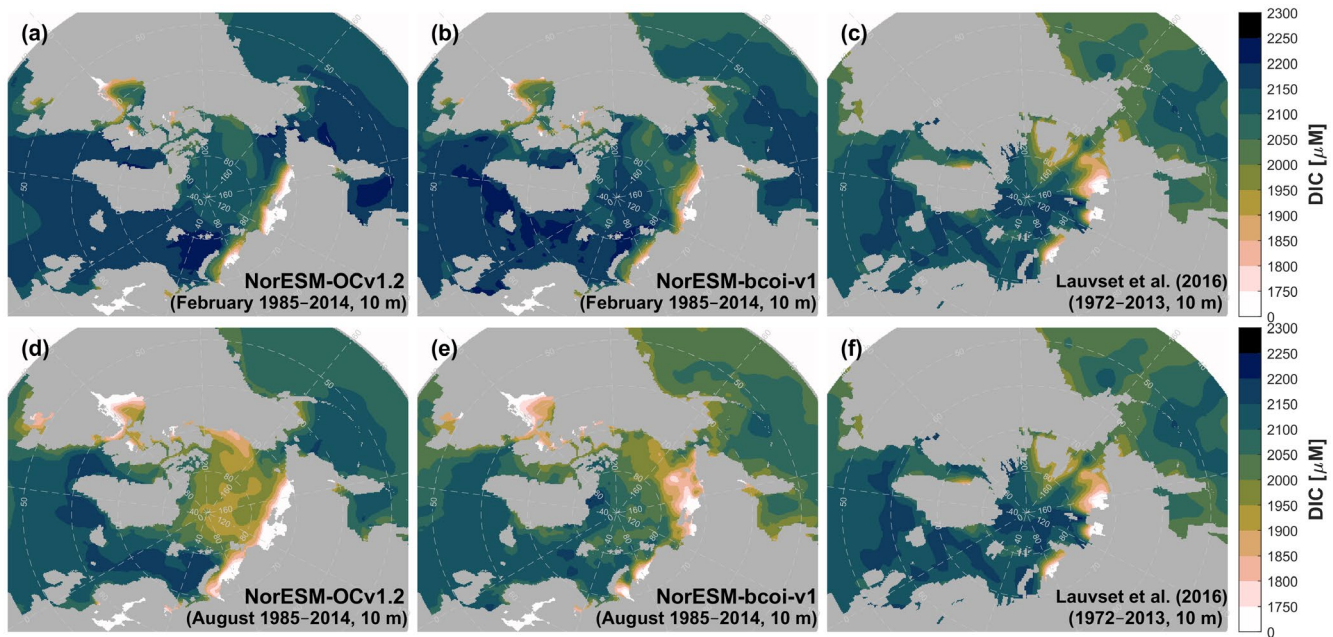 (a)
NorESM-OCv1.2
(February 1985–2014, 10 m)
(b)
NorESM-bcoi-v1
(February 1985–2014, 10 m)
(c)
Lauvset et al. (2016)
(1972–2013, 10 m)
2300
2250
2200
2150
2100
2050
2000
1950
1900
1850
1800
1750
0
DIC [μM]
(d)
NorESM-OCv1.2
(August 1985–2014, 10 m)
(e)
NorESM-bcoi-v1
(August 1985–2014, 10 m)
(f)
Lauvset et al. (2016)
(1972–2013, 10 m)
2300
2250
2200
2150
2100
2050
2000
1950
1900
1850
1800
1750
0
DIC [μM]